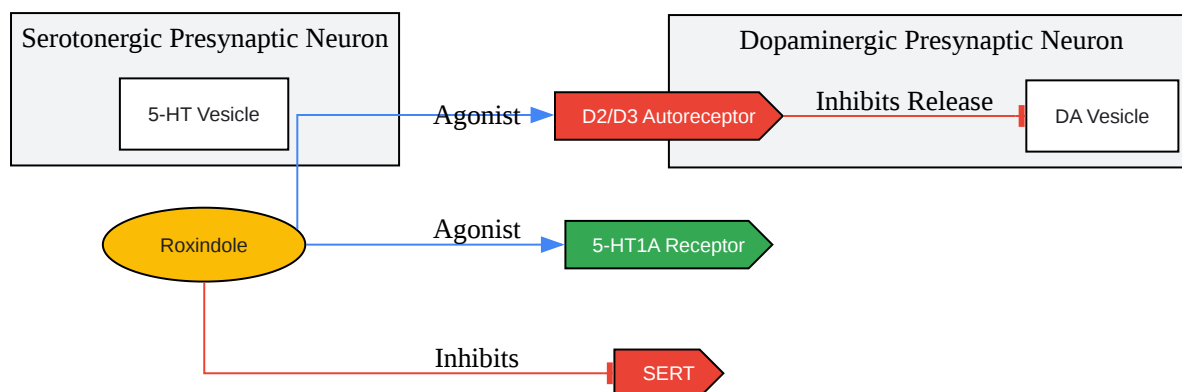 Serotonergic Presynaptic Neuron
Dopaminergic Presynaptic Neuron
5-HT Vesicle
Agonist
D2/D3 Autoreceptor
Inhibits Release
DA Vesicle
Roxindole
Agonist
5-HT1A Receptor
Inhibits
SERT